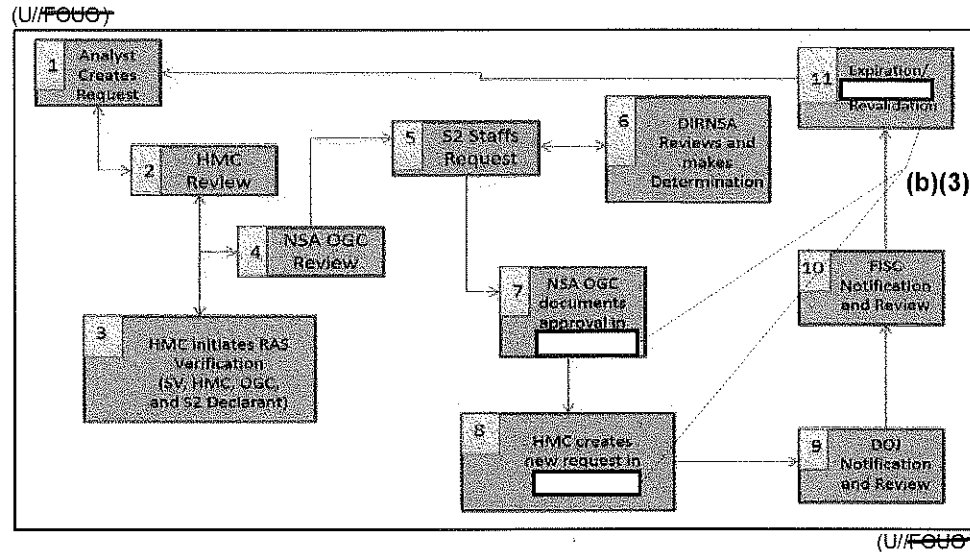 (U//FOUO)
1
Analyst
Creates
Request
2
HMC
Review
3
HMC initiates RAS
Verification
(SV, HMC, OGC,
and S2 Declarant)
4
NSA OGC
Review
5
S2 Staffs
Request
6
DIRNSA
Reviews and
makes
Determination
7
NSA OGC
documents
approval in
8
HMC creates
new request in
9
DOJ
Notification
and Review
10
FISC
Notification
and Review
11
Expiration/
Revalidation
(b)(3)
(U//FOUO